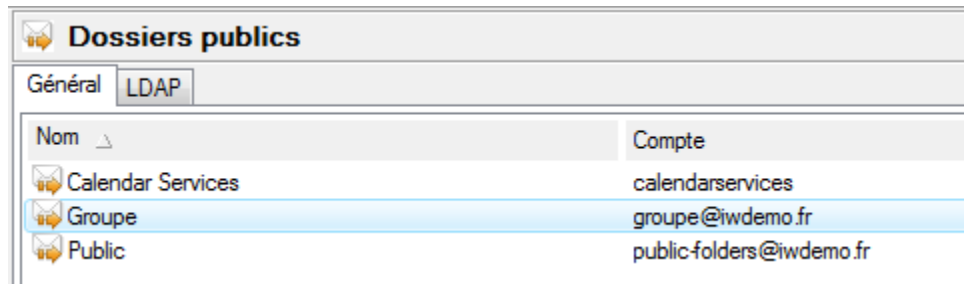 Dossiers publics
Général LDAP
Nom Compte
Calendar Services calendarservices
Groupe groupe@iwdemo.fr
Public public-folders@iwdemo.fr